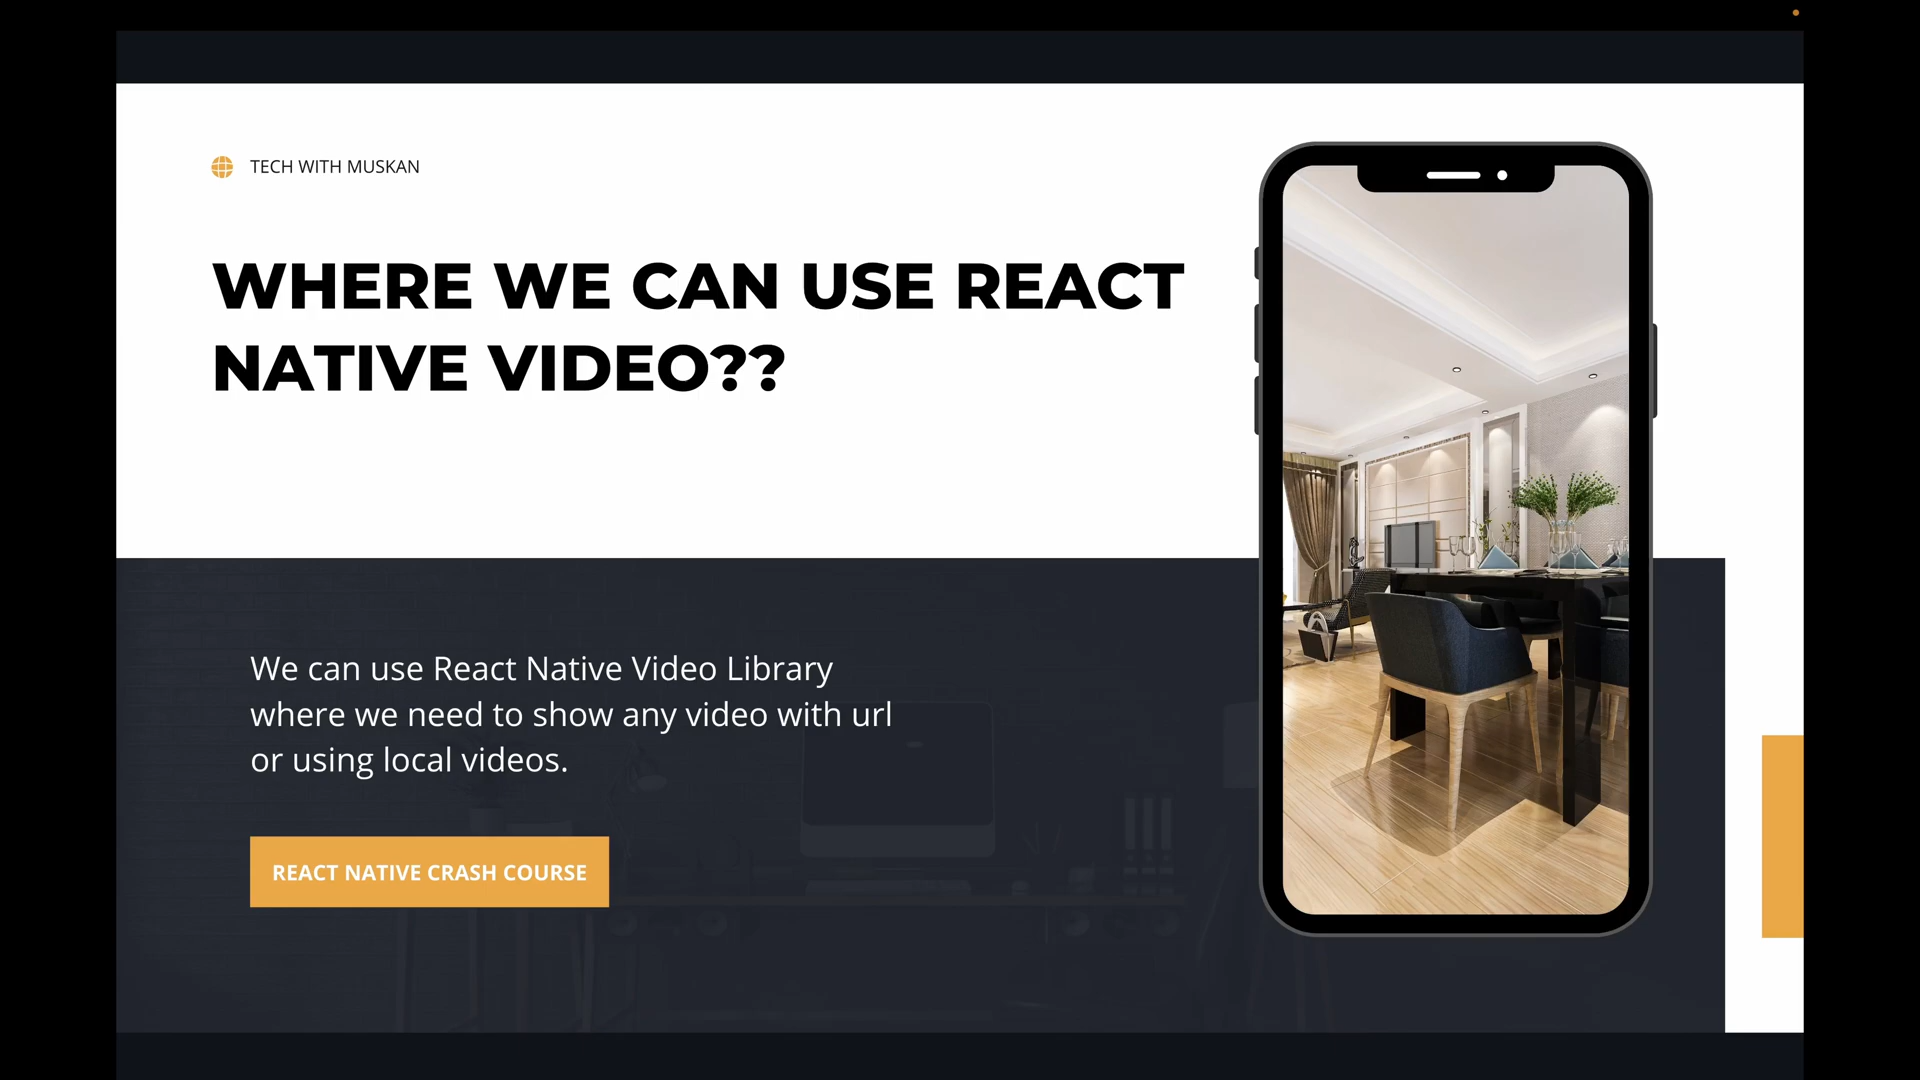 TECH WITH MUSKAN
WHERE WE CAN USE REACT
NATIVE VIDEO??
We can use React Native Video Library
where we need to show any video with url
or using local videos.
REACT NATIVE CRASH COURSE